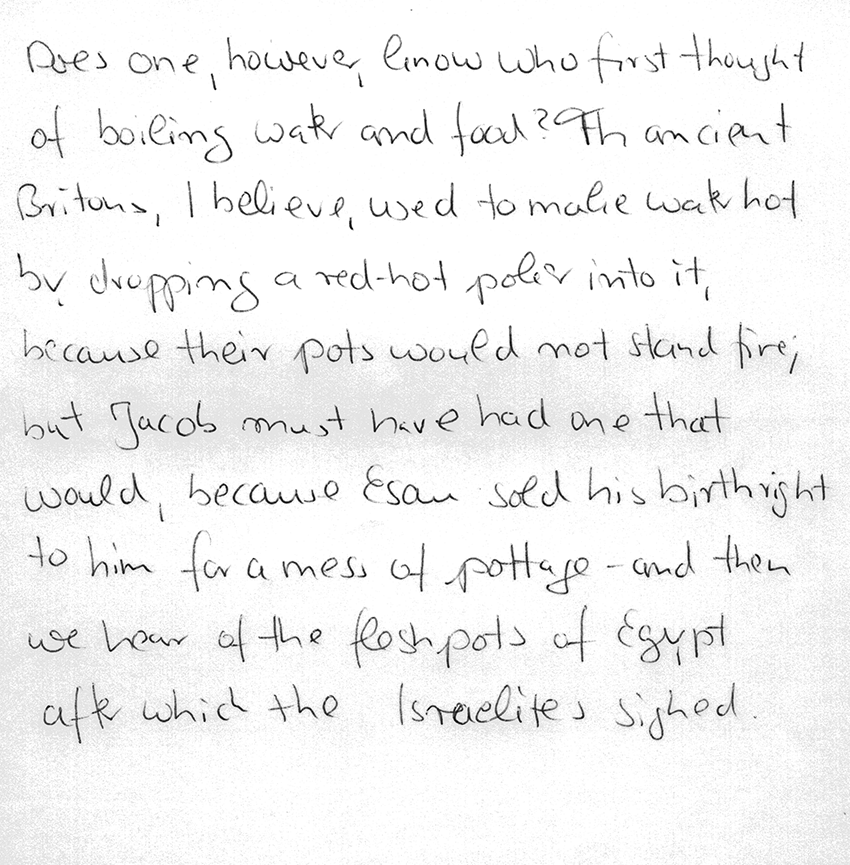 Does one, however, know who first thought
of boiling water and food? Th ancient
Britons, I believe, used to make water hot
by dropping a red-hot poker into it,
because their pots would not stand fire;
but Jacob must have had one that
would, because Esau sold his birthright
to him for a mess of pottage - and then
we hear of the fleshpots of Egypt
after which the Israelites sighed.